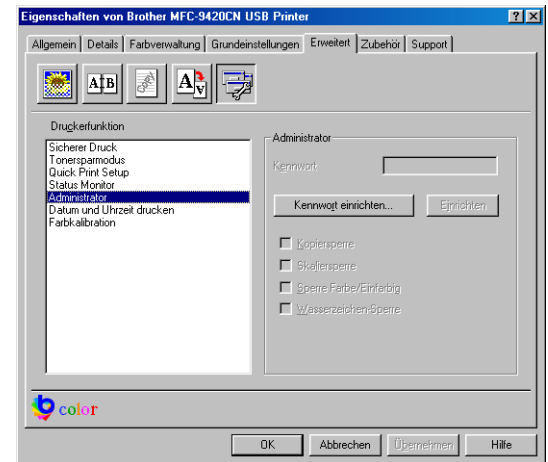 Eigenschaften von Brother MFC-9420CN USB Printer
Allgemein Details Farbverwaltung Grundeinstellungen Erweitert Zubehör Support
Druckerfunktion
Sicherer Druck
Tonersparmodus
Quick Print Setup
Status Monitor
Administrator
Datum und Uhrzeit drucken
Farbkalibration
Administrator
Kennwort
Kennwort einrichten... Einrichten
Kopiersperre
Skaliersperre
Sperre Farbe/Einfarbig
Wasserzeichen-Sperre
color
OK Abbrechen Übernehmen Hilfe